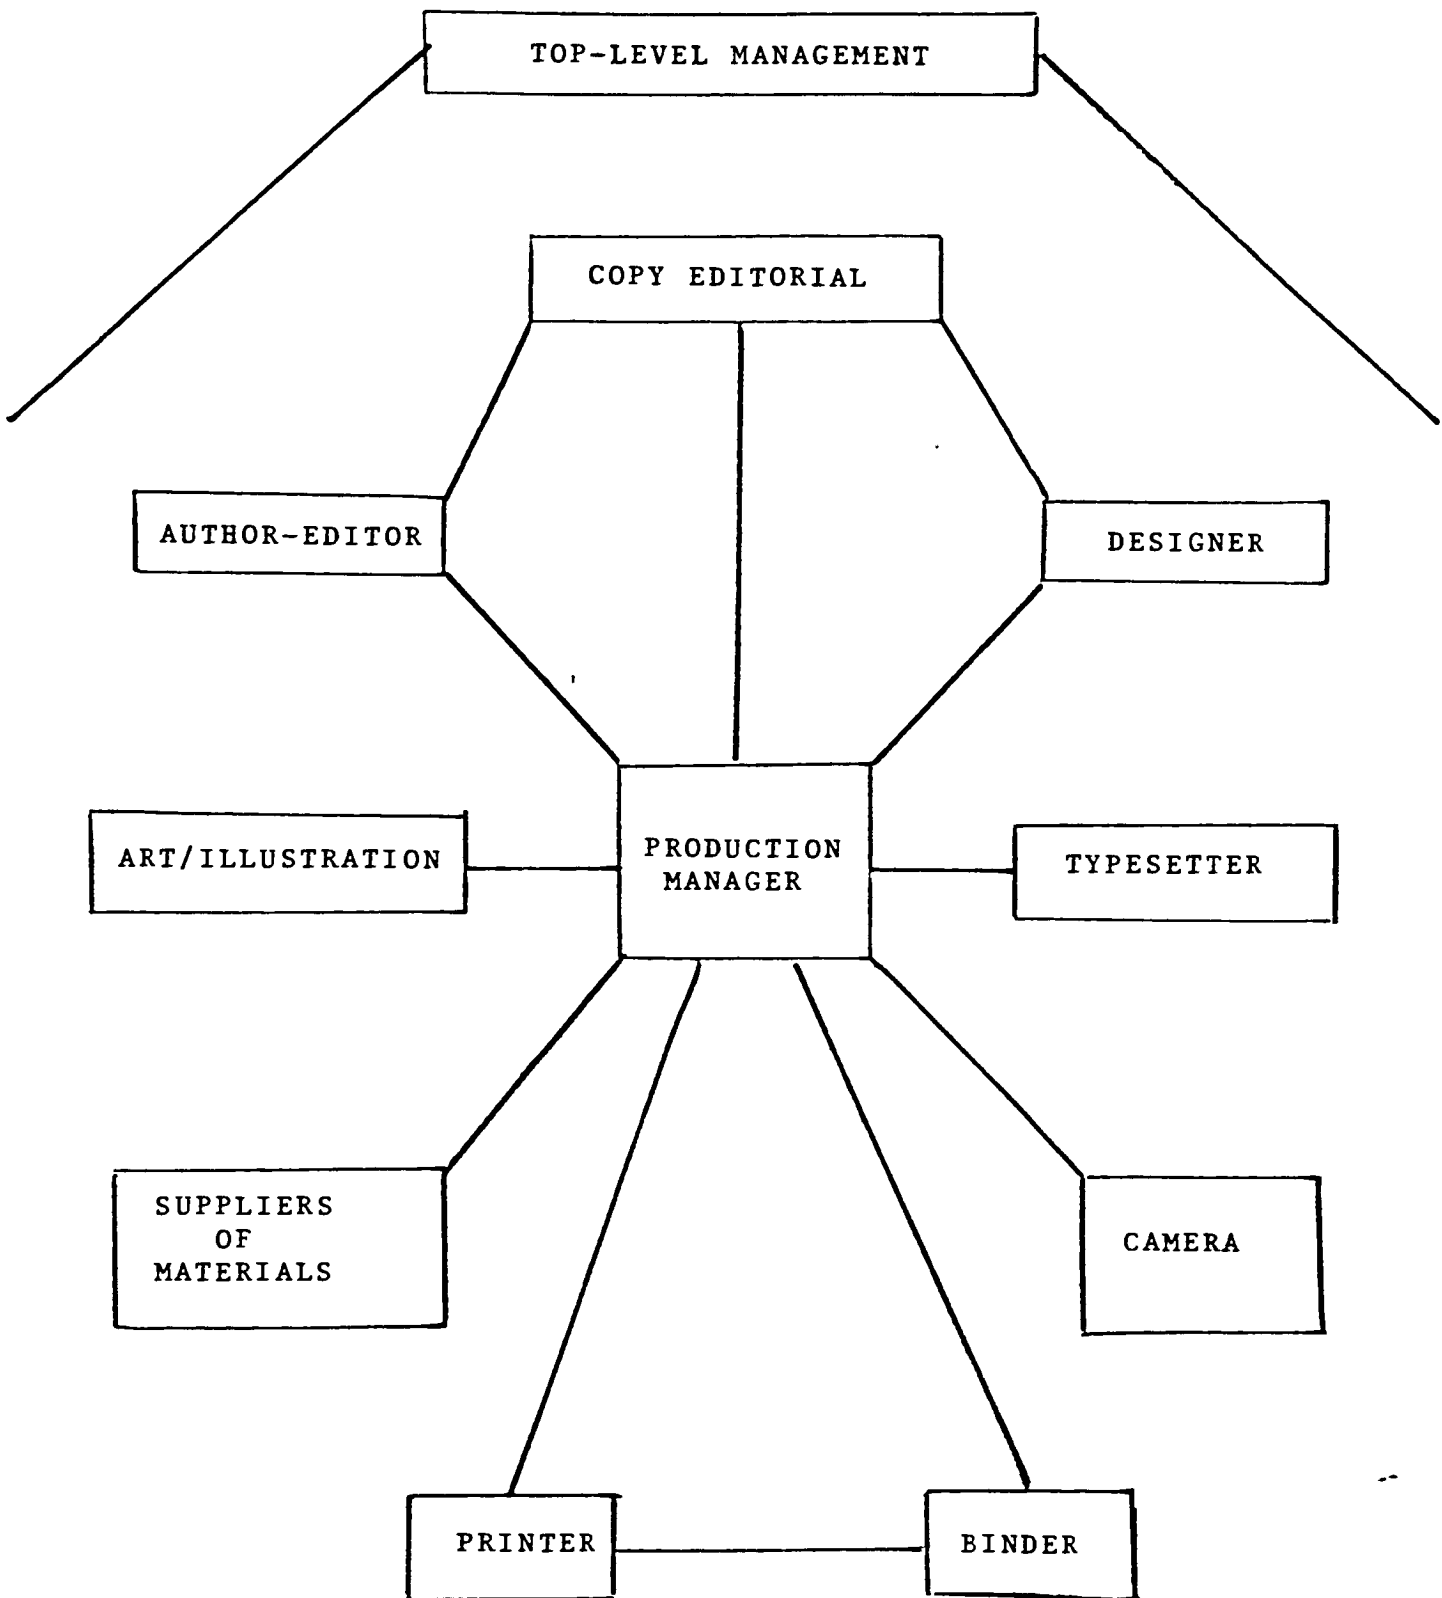 TOP-LEVEL MANAGEMENT
COPY EDITORIAL
AUTHOR-EDITOR
DESIGNER
ART/ILLUSTRATION
PRODUCTION
MANAGER
TYPESETTER
SUPPLIERS
OF
MATERIALS
CAMERA
PRINTER
BINDER